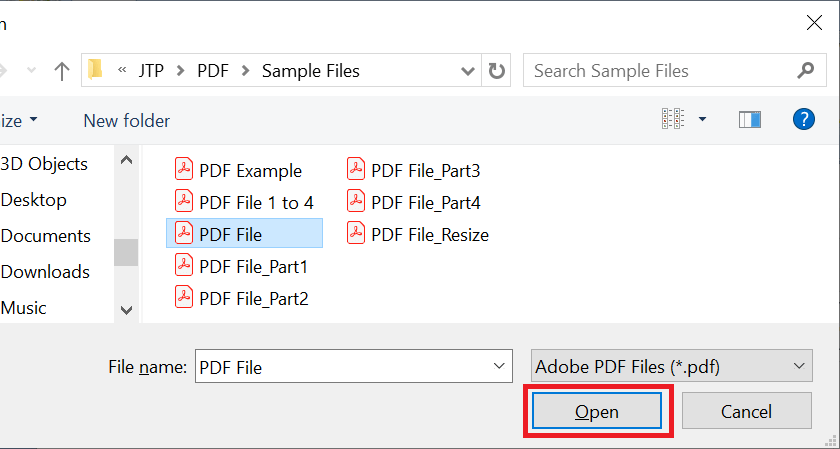 n
« JTP > PDF > Sample Files
Search Sample Files
ize
New folder
?
3D Objects
Desktop
Documents
Downloads
Music
PDF Example
PDF File 1 to 4
PDF File
PDF File_Part1
PDF File_Part2
PDF File_Part3
PDF File_Part4
PDF File_Resize
File name:
PDF File
Adobe PDF Files (*.pdf)
Open
Cancel